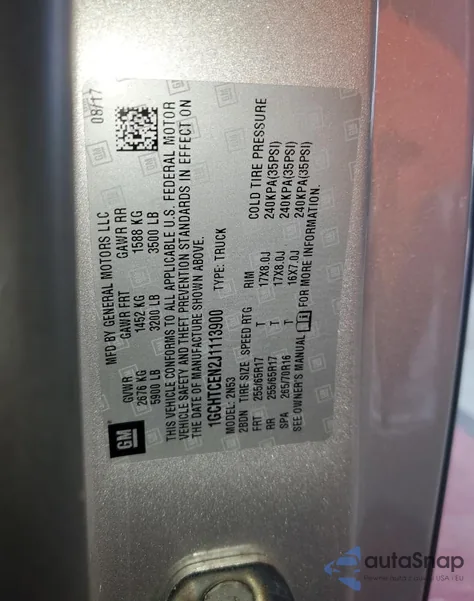 08/17
GM
MFD BY GENERAL MOTORS LLC
GVWR GAWR FRT GAWR RR
2676 KG 1452 KG 1588 KG
5900 LB 3200 LB 3500 LB
THIS VEHICLE CONFORMS TO ALL APPLICABLE U.S. FEDERAL MOTOR
VEHICLE SAFETY AND THEFT PREVENTION STANDARDS IN EFFECT ON
THE DATE OF MANUFACTURE SHOWN ABOVE.
1GCHTCEN2J1113900 TYPE: TRUCK
MODEL: 2N53
2BDN TIRE SIZE SPEED RTG RIM COLD TIRE PRESSURE
FRT 255/65R17 T 17X8.0J 240KPA(35PSI)
RR 255/65R17 T 17X8.0J 240KPA(35PSI)
SPA 265/70R16 T 16X7.0J 240KPA(35PSI)
SEE OWNER'S MANUAL FOR MORE INFORMATION.
autoSnap